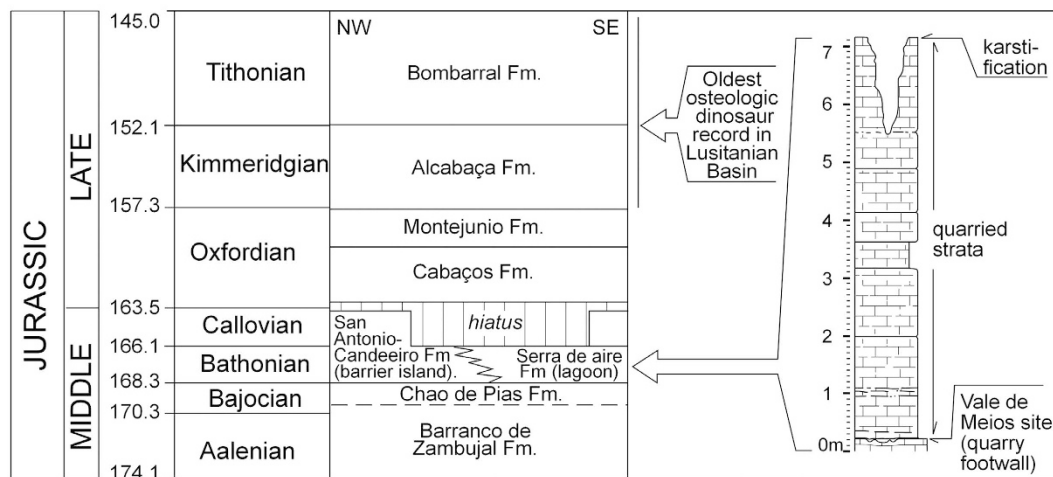 JURASSIC
LATE
MIDDLE
145.0
152.1
157.3
163.5
166.1
168.3
170.3
174.1
Tithonian
Kimmeridgian
Oxfordian
Callovian
Bathonian
Bajocian
Aalenian
NW
SE
Bombarral Fm.
Alcabaça Fm.
Montejunio Fm.
Cabaços Fm.
hiatus
San
Antonio-
Candeeiro Fm
(barrier island).
Serra de aire
Fm (lagoon)
Chao de Pias Fm.
Barranco de
Zambujal Fm.
Oldest
osteologic
dinosaur
record in
Lusitanian
Basin
7
6
5
4
3
2
1
0m
karsti-
fication
quarried
strata
Vale de
Meios site
(quarry
footwall)